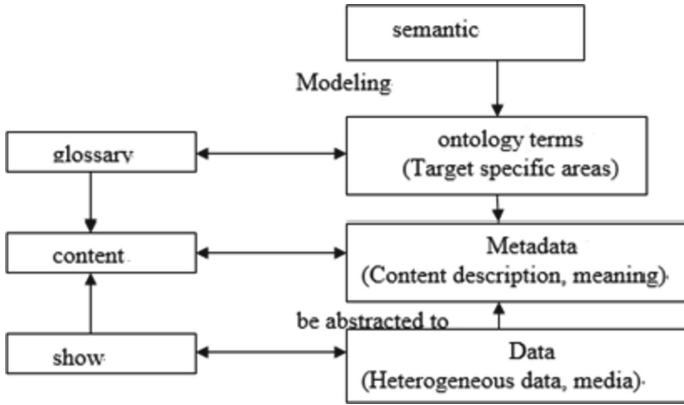 semantic
Modeling
glossary
ontology terms
(Target specific areas)
content
Metadada
(Content description, meaning)
be abstracted to
show
Data
(Heterogeneous data, media)